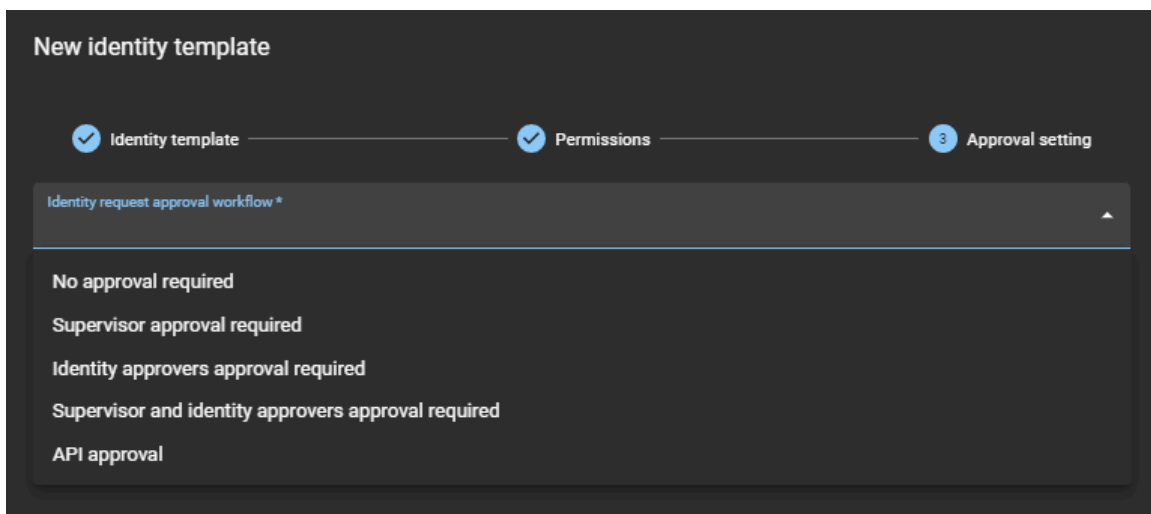 New identity template
Identity template
Permissions
3 Approval setting
Identity request approval workflow *
No approval required
Supervisor approval required
Identity approvers approval required
Supervisor and identity approvers approval required
API approval